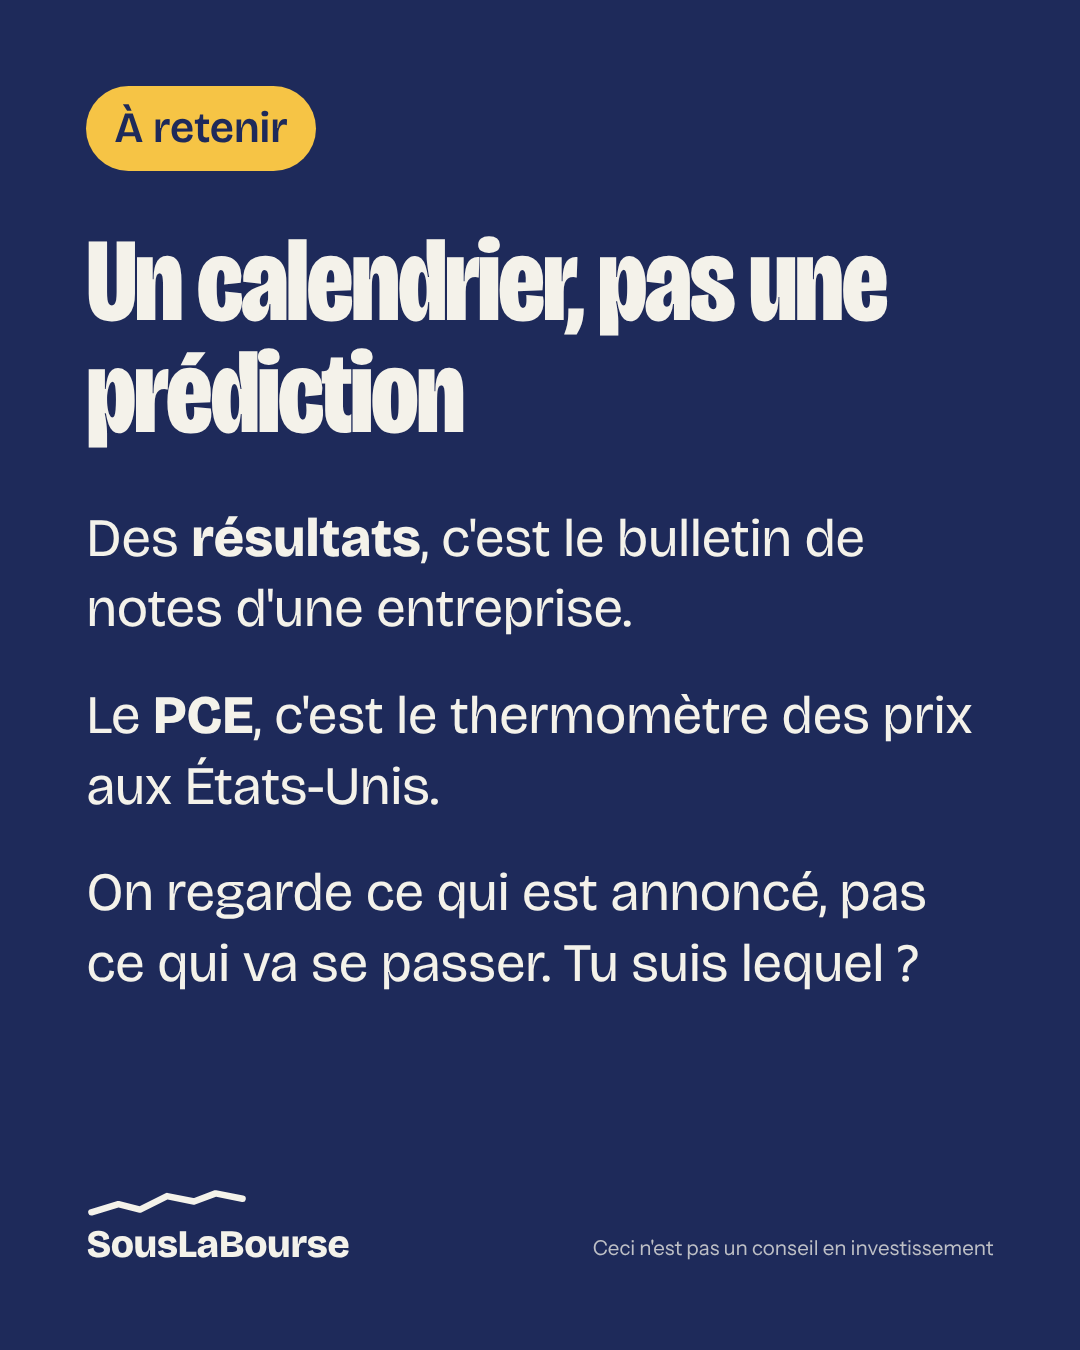 À retenir
Un calendrier, pas une
prédiction
Des résultats, c'est le bulletin de
notes d'une entreprise.
Le PCE, c'est le thermomètre des prix
aux États-Unis.
On regarde ce qui est annoncé, pas
ce qui va se passer. Tu suis lequel ?
SousLaBourse
Ceci n'est pas un conseil en investissement